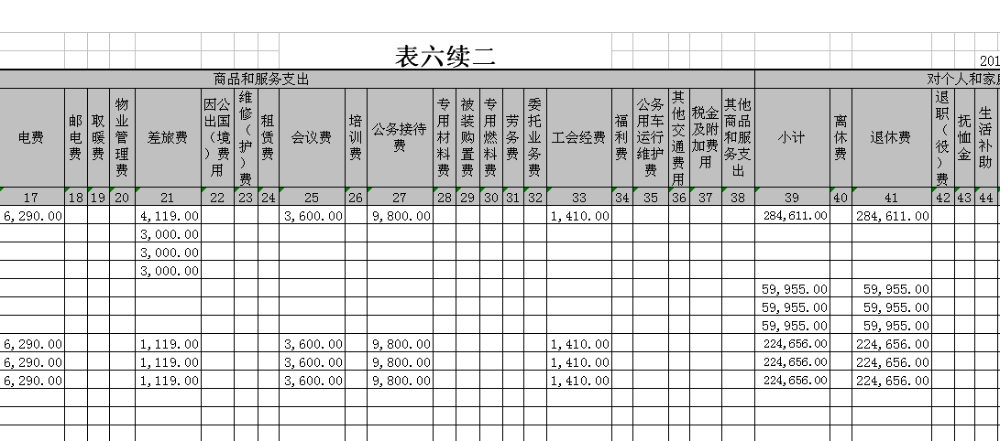 表六续二
201
商品和服务支出 对个人和家
电费 邮电费 取暖费 物业管理费 差旅费 因公出国(境)费用 维修(护)费 租赁费 会议费 培训费 公务接待费 专用材料费 被装购置费 专用燃料费 劳务费 委托业务费 工会经费 福利费 公务用车运行维护费 其他交通费用 税金及附加费用 其他商品和服务支出 小计 离休费 退休费 退职(役)费 抚恤金 生活补助
17 18 19 20 21 22 23 24 25 26 27 28 29 30 31 32 33 34 35 36 37 38 39 40 41 42 43 44
6,290.00 4,119.00 3,600.00 9,800.00 1,410.00 284,611.00 284,611.00
3,000.00
3,000.00
3,000.00
59,955.00 59,955.00
59,955.00 59,955.00
59,955.00 59,955.00
6,290.00 1,119.00 3,600.00 9,800.00 1,410.00 224,656.00 224,656.00
6,290.00 1,119.00 3,600.00 9,800.00 1,410.00 224,656.00 224,656.00
6,290.00 1,119.00 3,600.00 9,800.00 1,410.00 224,656.00 224,656.00